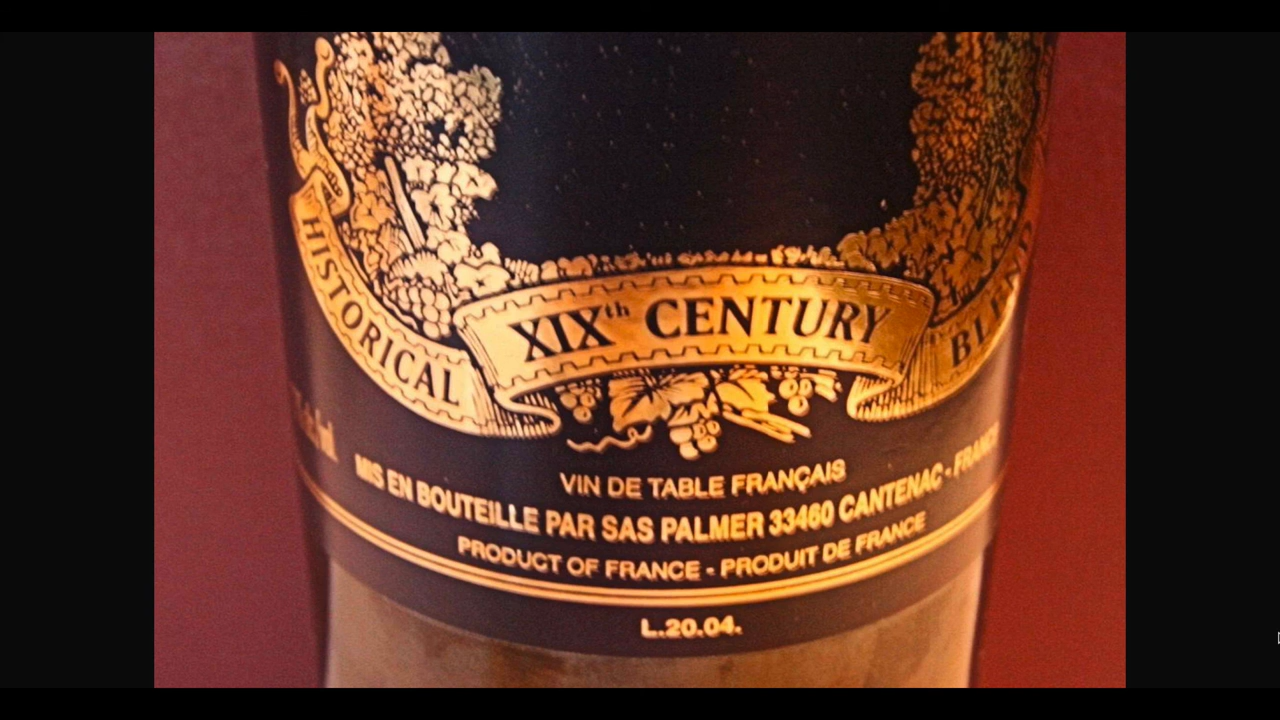 HISTORICAL
XIXth CENTURY
BLEND
VIN DE TABLE FRANÇAIS
MIS EN BOUTEILLE PAR SAS PALMER 33460 CANTENAC - FRANCE
PRODUCT OF FRANCE - PRODUIT DE FRANCE
L.20.04.